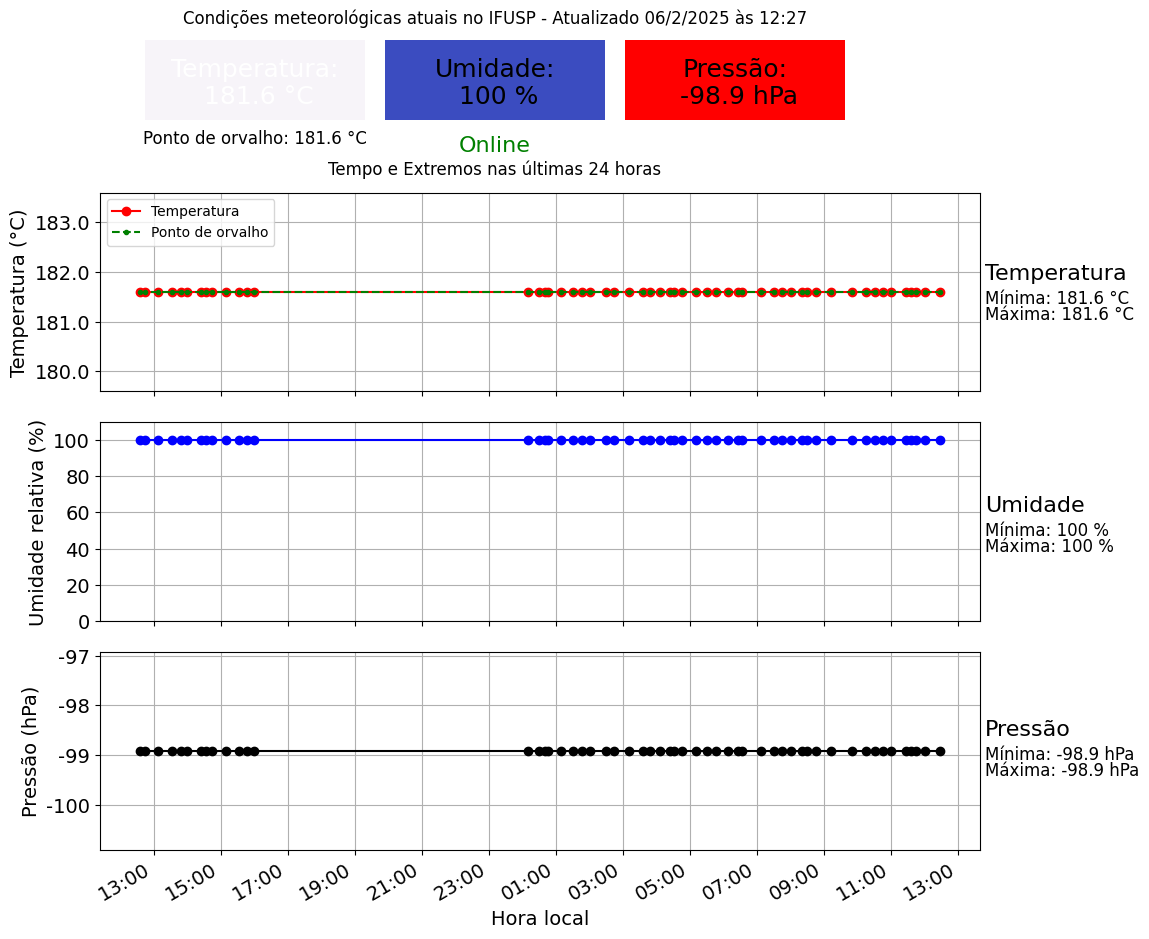 Condições meteorológicas atuais no IFUSP - Atualizado 06/2/2025 às 12:27
Temperatura:
181.6 °C
Umidade:
100 %
Pressão:
-98.9 hPa
Ponto de orvalho: 181.6 °C
Online
Tempo e Extremos nas últimas 24 horas
Temperatura (°C)
183.0
182.0
181.0
180.0
Temperatura
Ponto de orvalho
Temperatura
Mínima: 181.6 °C
Máxima: 181.6 °C
Umidade relativa (%)
100
80
60
40
20
0
Umidade
Mínima: 100 %
Máxima: 100 %
Pressão (hPa)
-97
-98
-99
-100
Pressão
Mínima: -98.9 hPa
Máxima: -98.9 hPa
13:00
15:00
17:00
19:00
21:00
23:00
01:00
03:00
05:00
07:00
09:00
11:00
13:00
Hora local